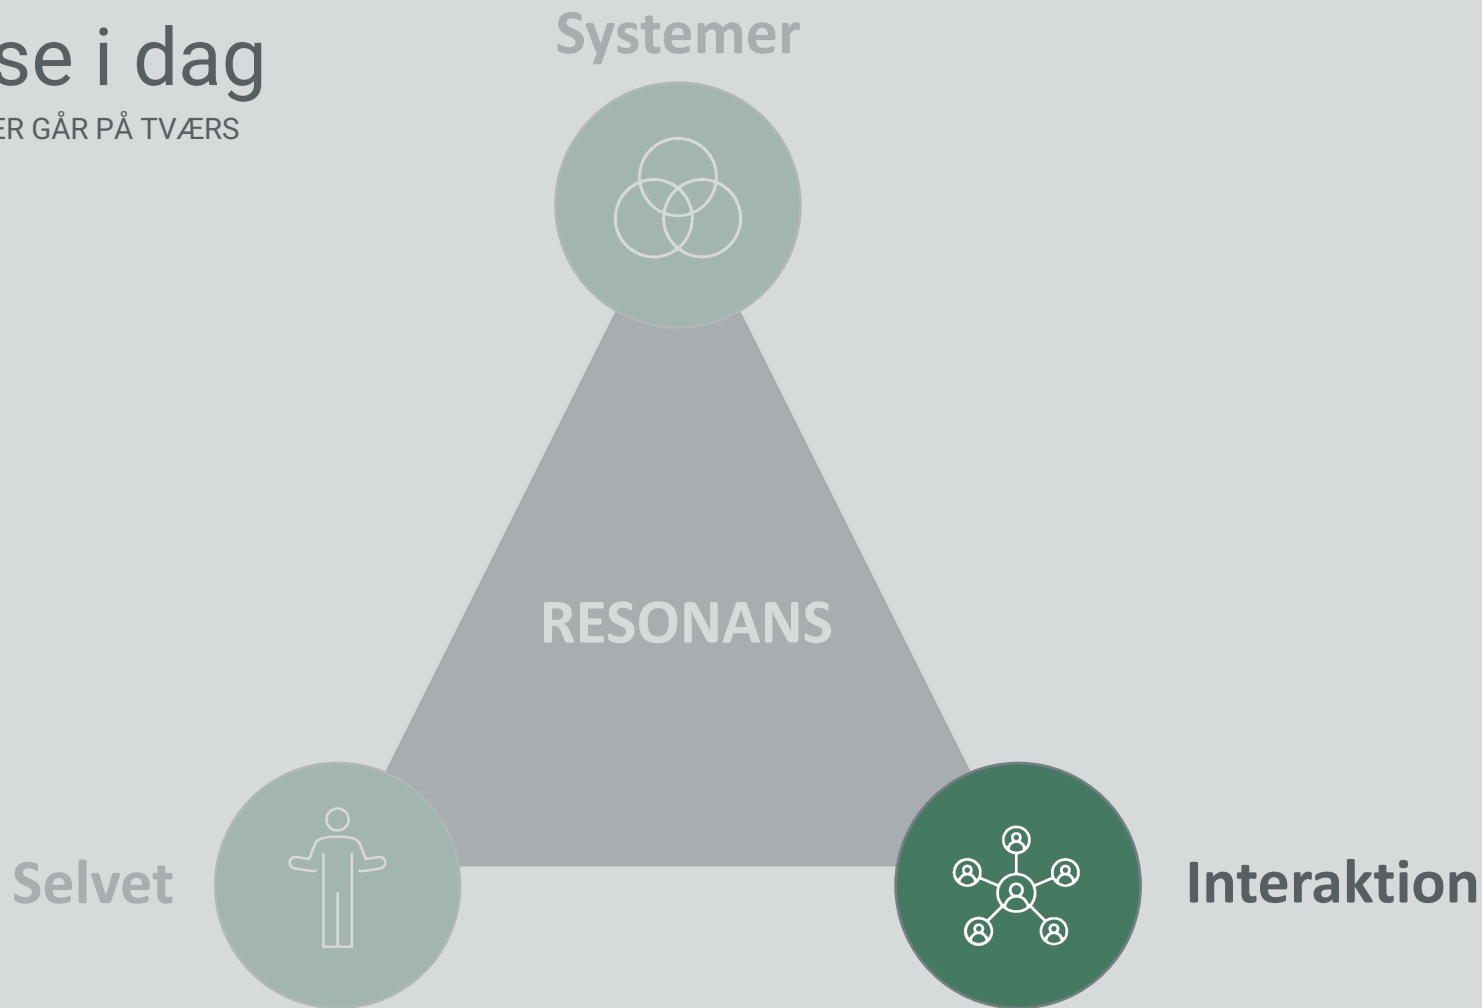 se i dag
ER GÅR PÅ TVÆRS
Systemer
RESONANS
Selvet
Interaktion